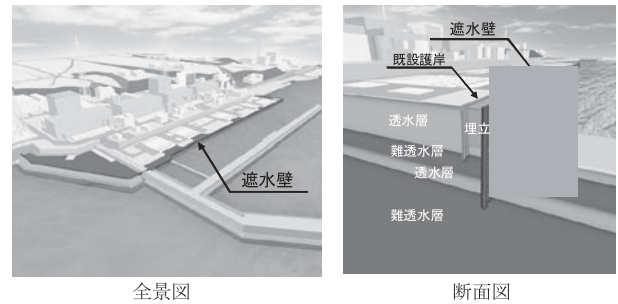 遮水壁
全景図
遮水壁
既設護岸
透水層
埋立
難透水層
透水層
難透水層
断面図